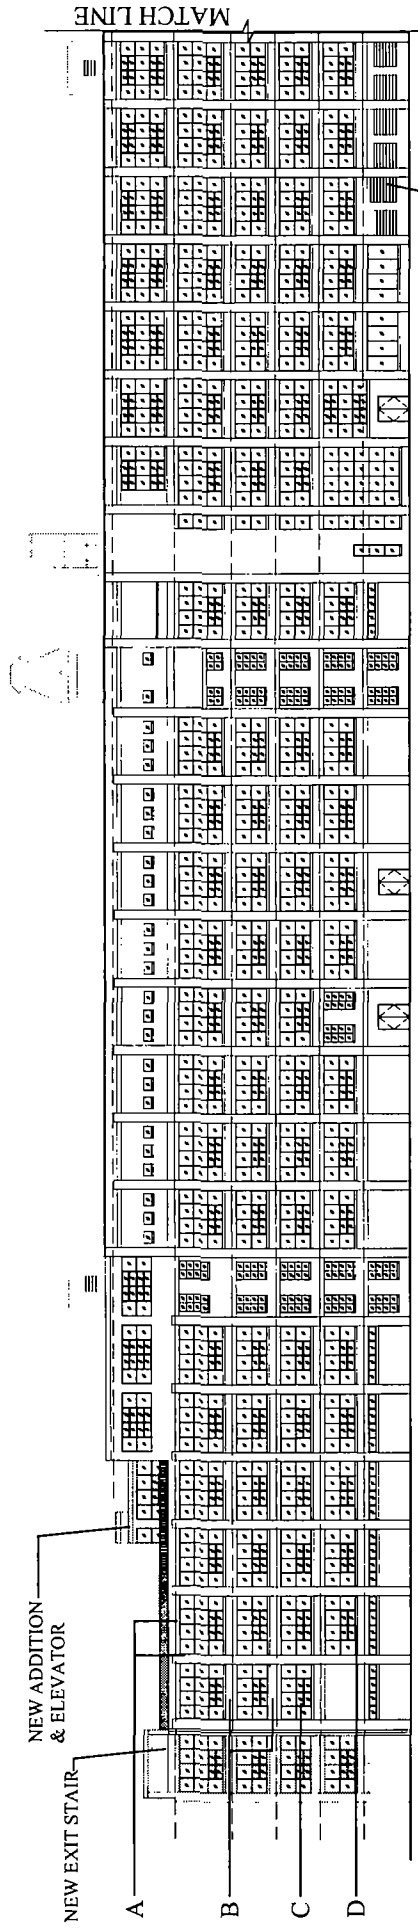 MATCH LINE
NEW ADDITION
& ELEVATOR
NEW EXIT STAIR
A
B
C
D